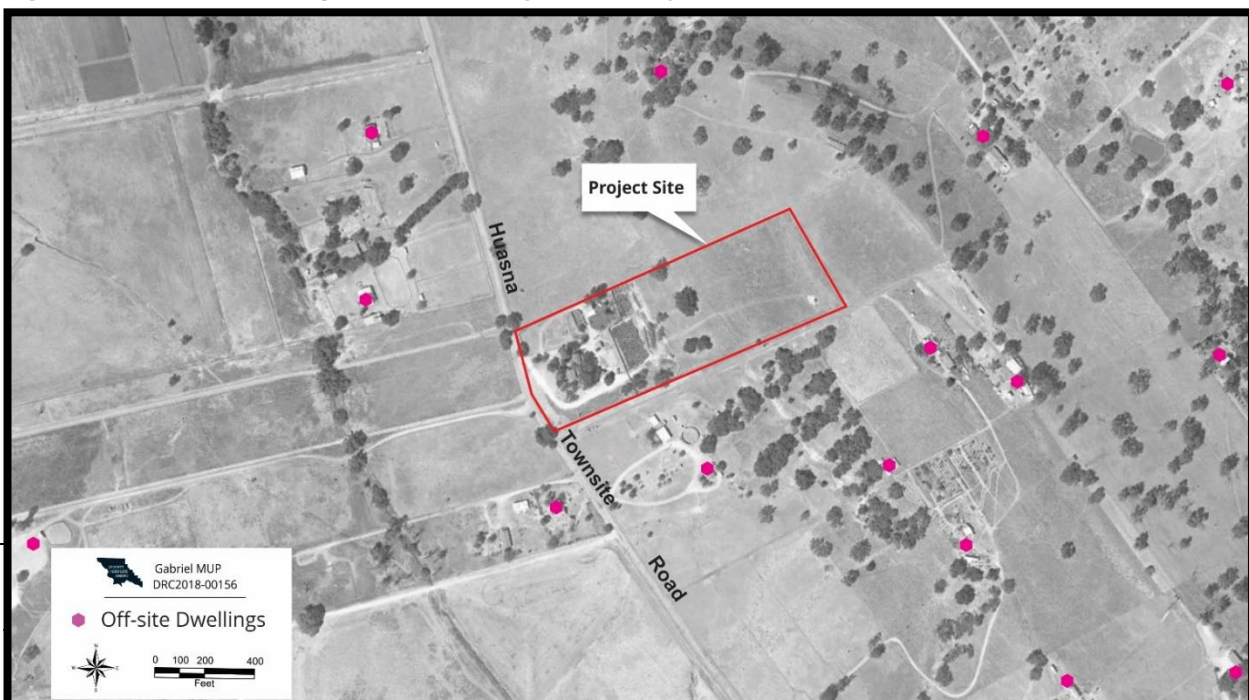 Project Site
Huasna
Townsite
Road
Gabriel MUP
DRC2018-00156
Off-site Dwellings
N
W E
S
0 100 200 400
Feet